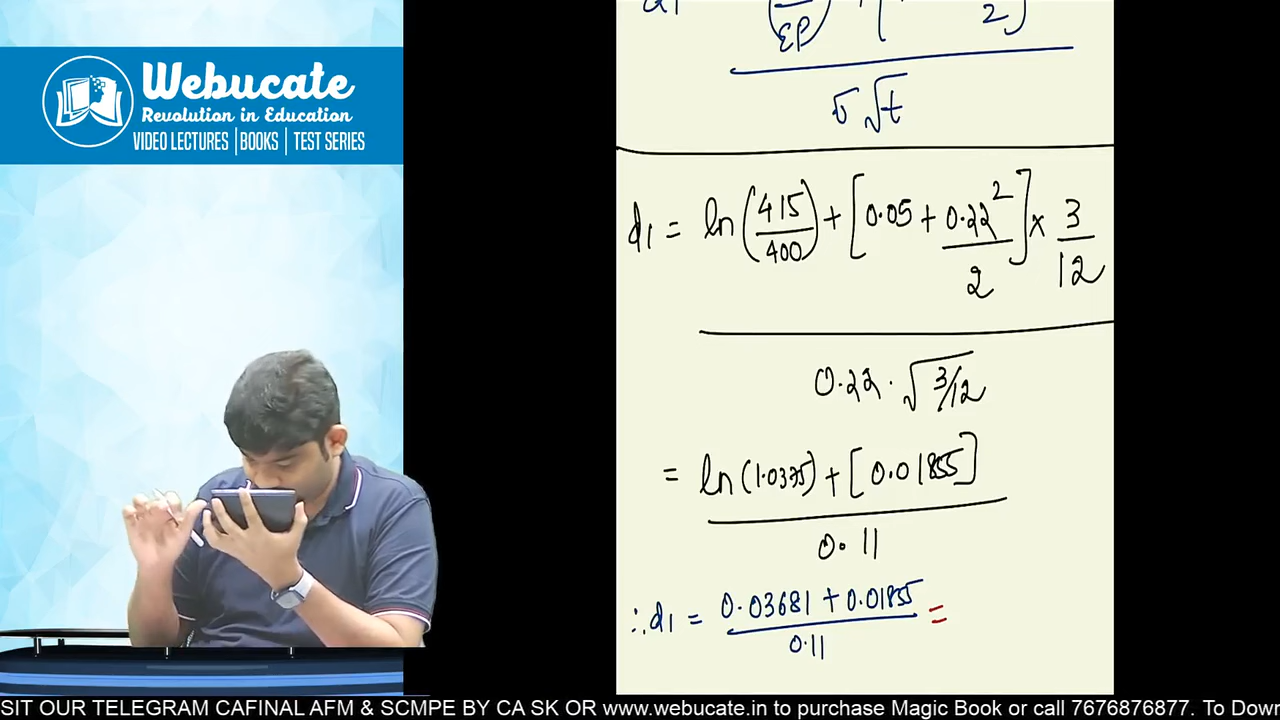 Webucate
Revolution in Education
VIDEO LECTURES | BOOKS | TEST SERIES
EP 2
σ √t
d1 = ln(415/400) + [0.05 + 0.22²/2] × 3/12
0.22 · √3/12
= ln(1.0375) + [0.01855]
0.11
∴ d1 = 0.03681 + 0.01855 =
0.11
SIT OUR TELEGRAM CAFINAL AFM & SCMPE BY CA SK OR www.webucate.in to purchase Magic Book or call 7676876877. To Down